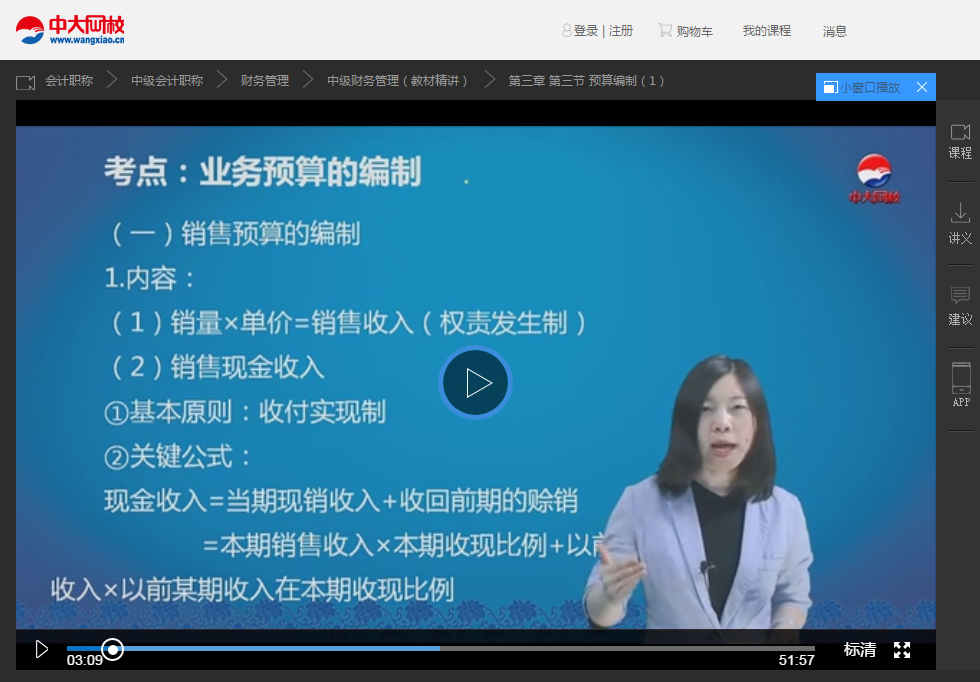 中大网校
www.wangxiao.cn
登录 | 注册
购物车
我的课程
消息
会计职称
中级会计职称
财务管理
中级财务管理（教材精讲）
第三章 第三节 预算编制（1）
小窗口播放
考点：业务预算的编制
中大网校
（一）销售预算的编制
1.内容：
（1）销量×单价=销售收入（权责发生制）
（2）销售现金收入
①基本原则：收付实现制
②关键公式：
现金收入=当期现销收入+收回前期的赊销
=本期销售收入×本期收现比例+以前
收入×以前某期收入在本期收现比例
课程
讲义
建议
APP
03:09
51:57
标清